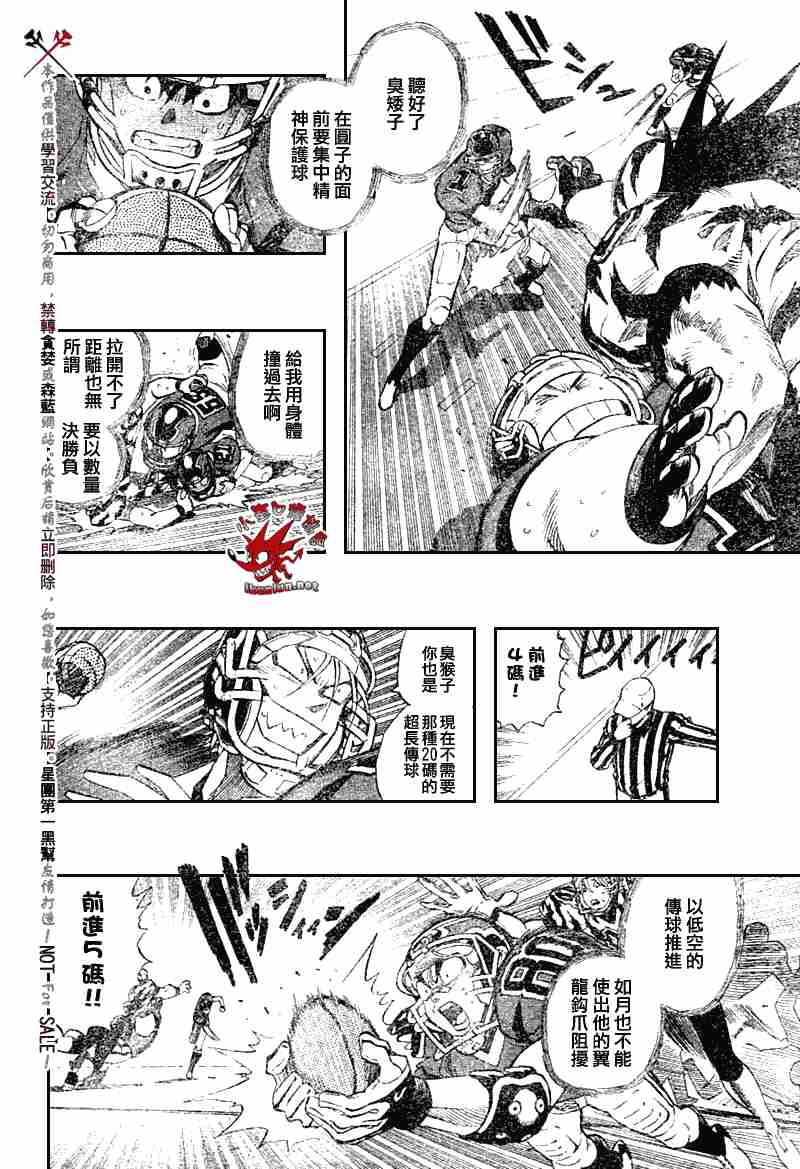 聽好了
臭矮子
在圓子的面
前要集中精
神保護球
給我用身體
撞過去啊
拉開不了
距離也無
所謂
要以數量
決勝負
前進
4碼！
臭猴子
你也是
現在不需要
那種20碼的
超長傳球
以低空的
傳球推進
如月也不能
使出他的翼
龍鈎爪阻擾
前進5碼！！
本作品僅供學習交流。切勿商用，禁轉貪婪或森藍網站。欣賞后請立即刪除，如您喜歡！支持正版。星團第一黑幫友情打造！NOT-For-SALE！